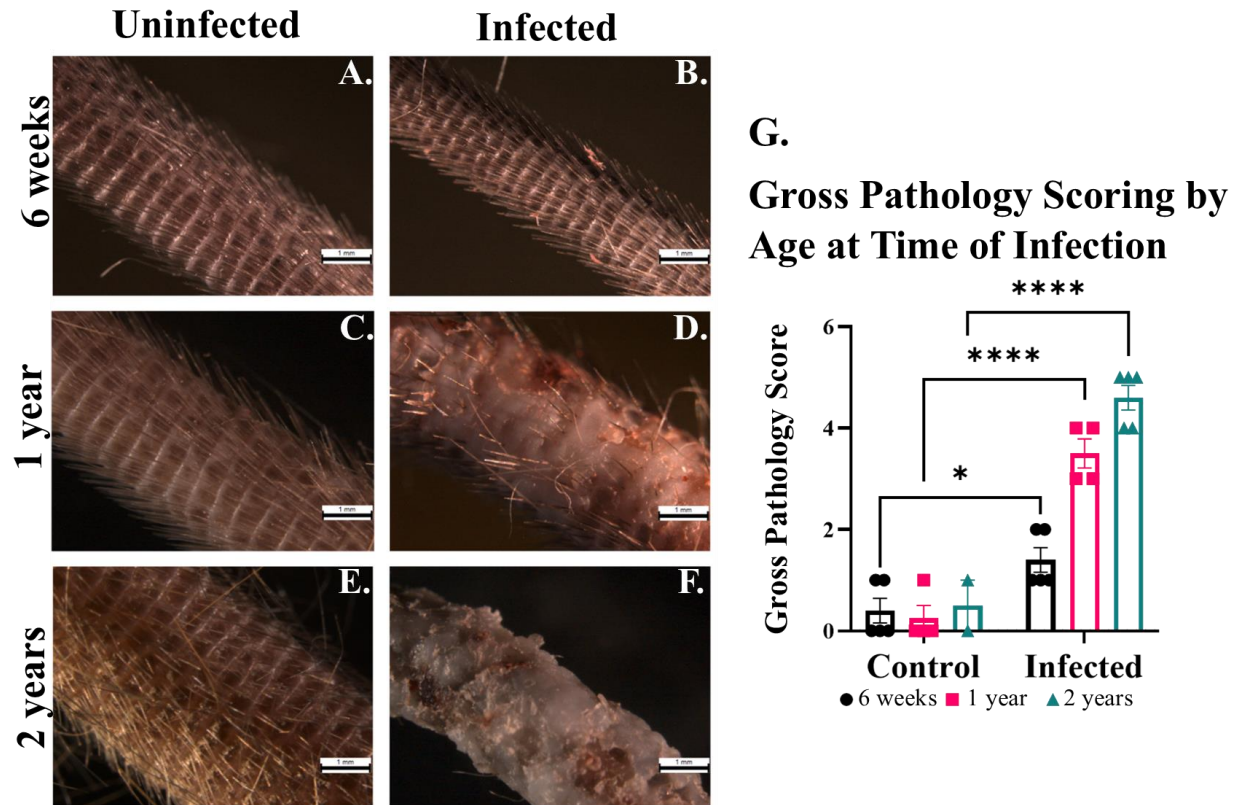 Uninfected
Infected
6 weeks
A.
1 mm
B.
1 mm
1 year
C.
1 mm
D.
1 mm
2 years
E.
1 mm
F.
1 mm
G.
Gross Pathology Scoring by
Age at Time of Infection
Gross Pathology Score
6
4
2
0
****
****
*
Control
Infected
6 weeks
1 year
2 years